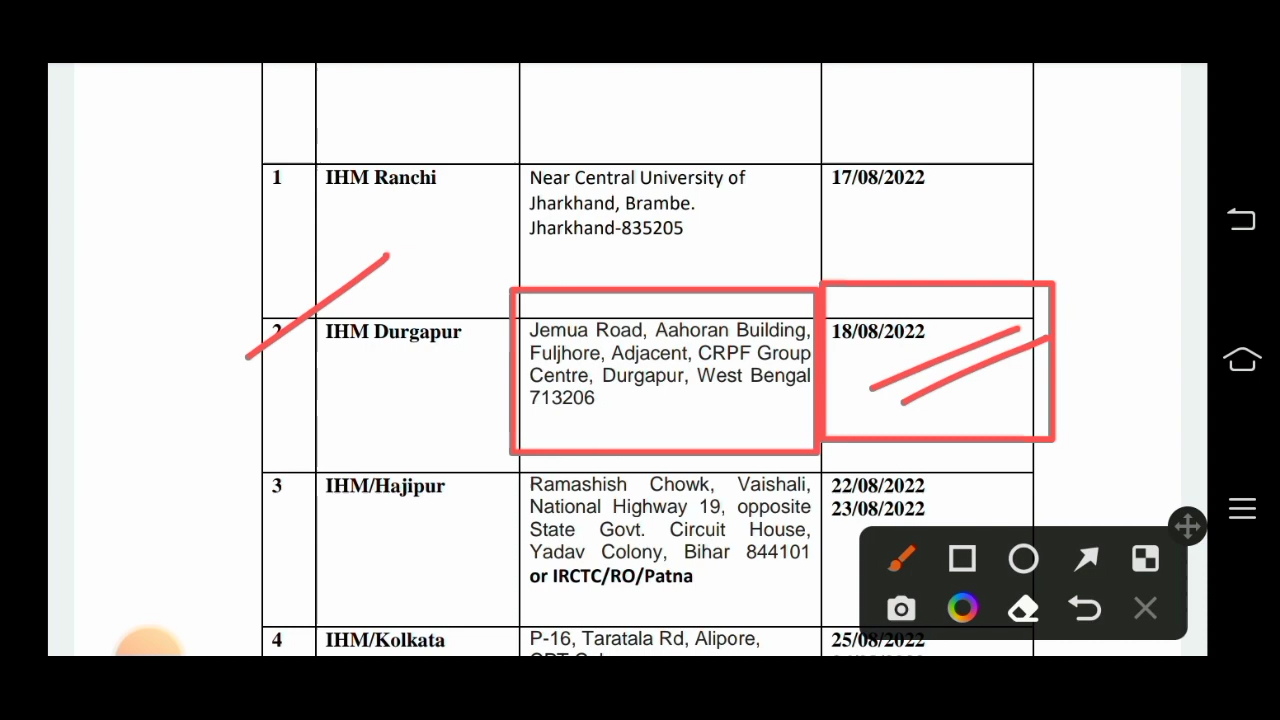 1
IHM Ranchi
Near Central University of
Jharkhand, Brambe.
Jharkhand-835205
17/08/2022
2
IHM Durgapur
Jemua Road, Aahoran Building,
Fuljhore, Adjacent, CRPF Group
Centre, Durgapur, West Bengal
713206
18/08/2022
3
IHM/Hajipur
Ramashish Chowk, Vaishali,
National Highway 19, opposite
State Govt. Circuit House,
Yadav Colony, Bihar 844101
or IRCTC/RO/Patna
22/08/2022
23/08/2022
4
IHM/Kolkata
P-16, Taratala Rd, Alipore,
25/08/2022